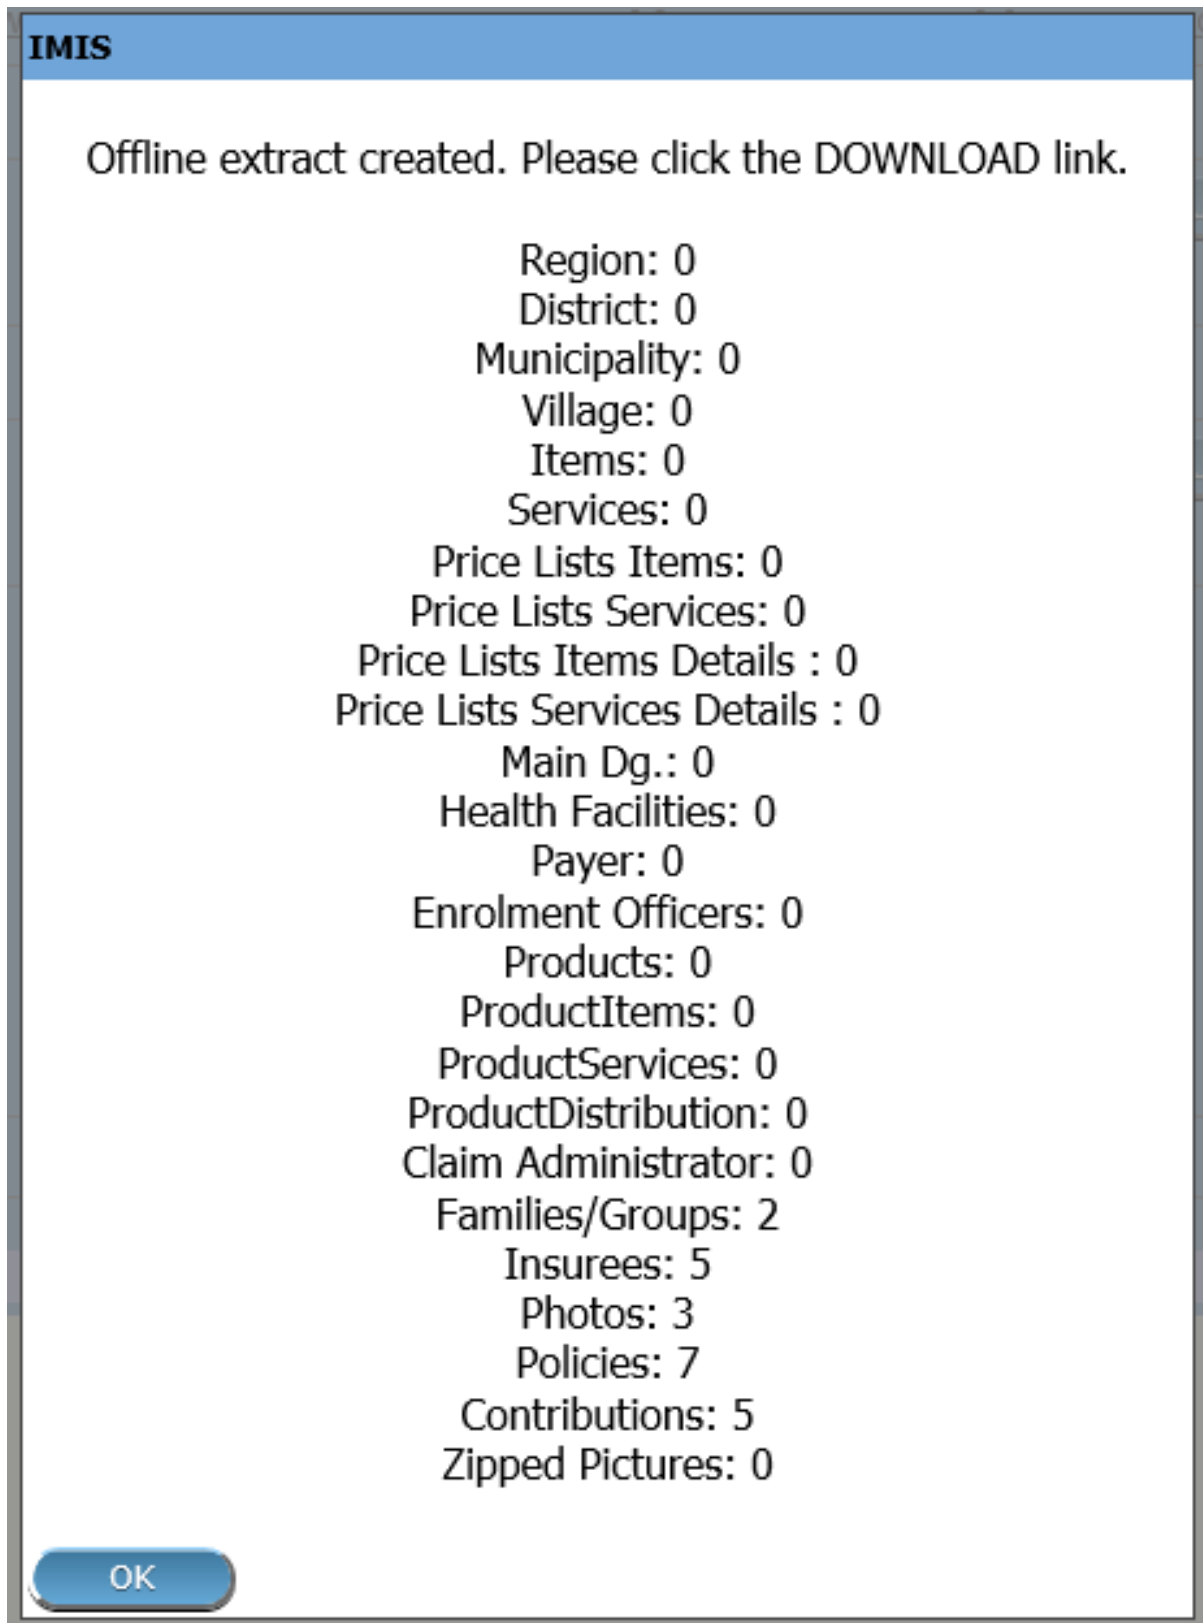 IMIS
Offline extract created. Please click the DOWNLOAD link.
Region: 0
District: 0
Municipality: 0
Village: 0
Items: 0
Services: 0
Price Lists Items: 0
Price Lists Services: 0
Price Lists Items Details : 0
Price Lists Services Details : 0
Main Dg.: 0
Health Facilities: 0
Payer: 0
Enrolment Officers: 0
Products: 0
ProductItems: 0
ProductServices: 0
ProductDistribution: 0
Claim Administrator: 0
Families/Groups: 2
Insurees: 5
Photos: 3
Policies: 7
Contributions: 5
Zipped Pictures: 0
OK